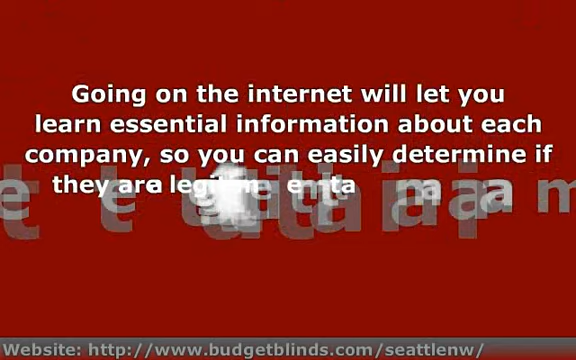 Going on the internet will let you
learn essential information about each
company, so you can easily determine if
they are
Website: http://www.budgetblinds.com/seattlenw/